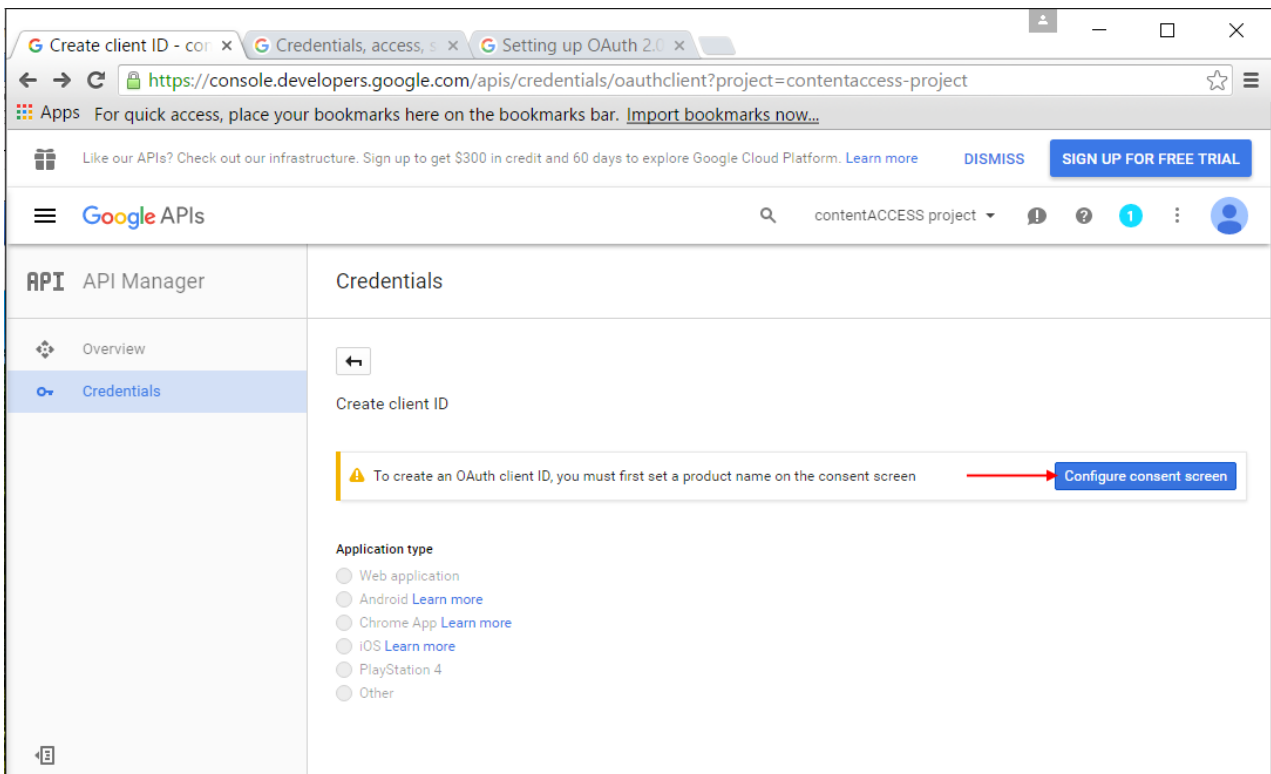 Create client ID - con
Credentials, access, s
Setting up OAuth 2.0
https://console.developers.google.com/apis/credentials/oauthclient?project=contentaccess-project
Apps For quick access, place your bookmarks here on the bookmarks bar. Import bookmarks now...
Like our APIs? Check out our infrastructure. Sign up to get $300 in credit and 60 days to explore Google Cloud Platform. Learn more DISMISS SIGN UP FOR FREE TRIAL
Google APIs contentACCESS project 1
API API Manager
Credentials
Overview
Credentials
Create client ID
To create an OAuth client ID, you must first set a product name on the consent screen Configure consent screen
Application type
Web application
Android Learn more
Chrome App Learn more
iOS Learn more
PlayStation 4
Other